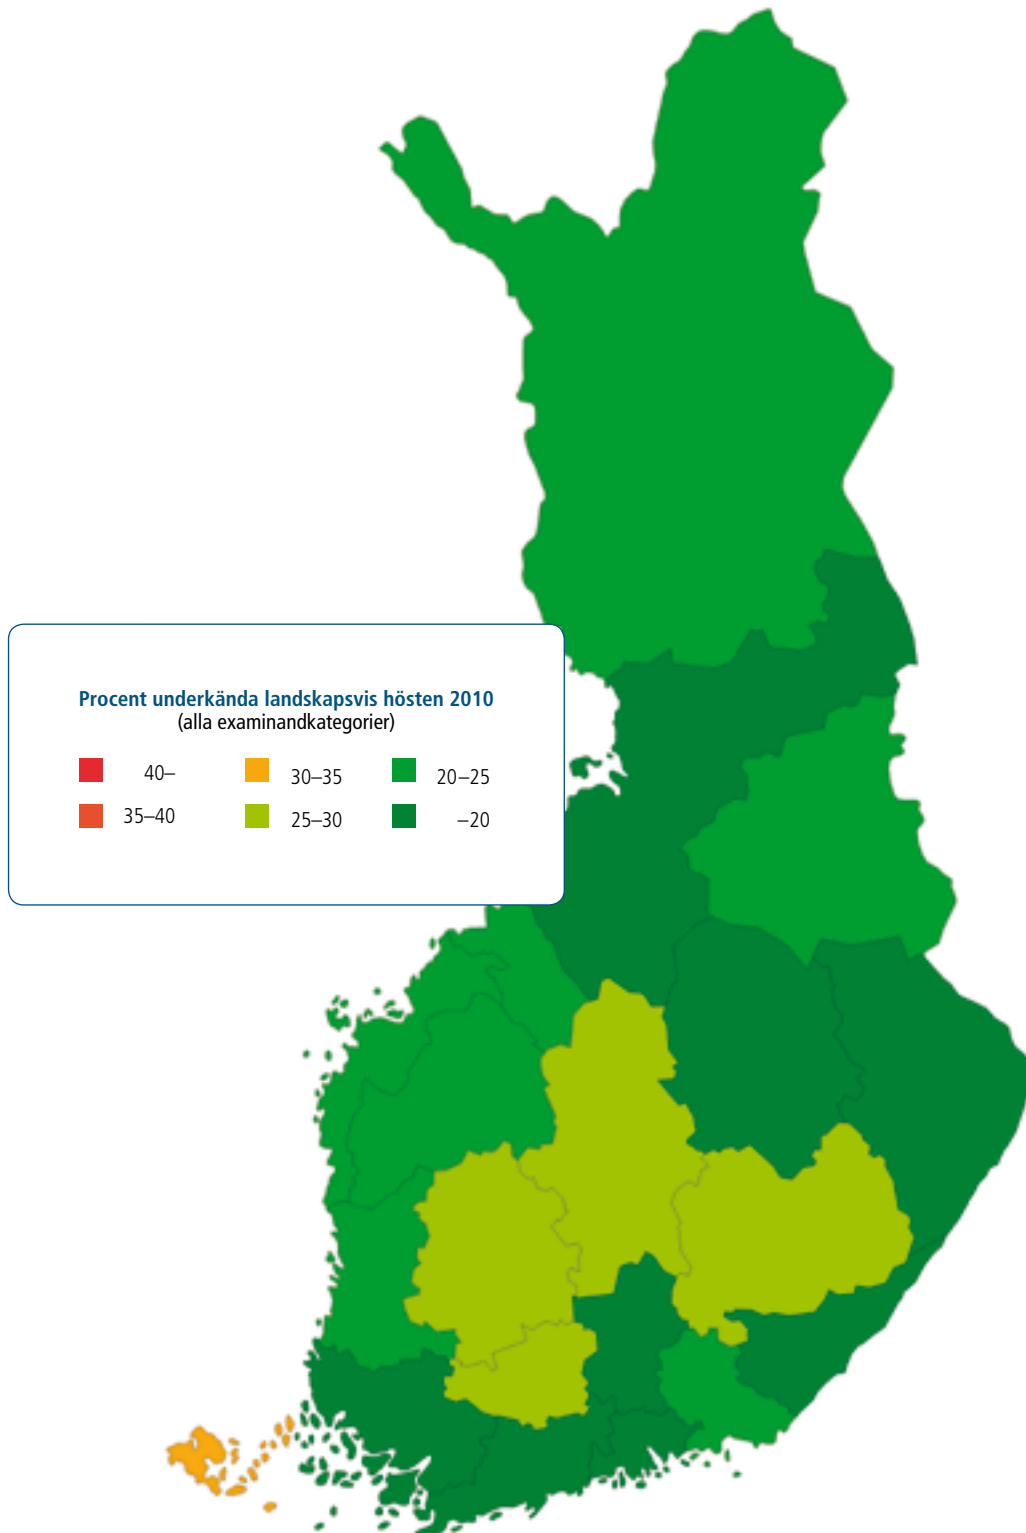 Procent underkända landskapsvis hösten 2010
(alla examinandkategorier)
40– 30–35 20–25
35–40 25–30 –20